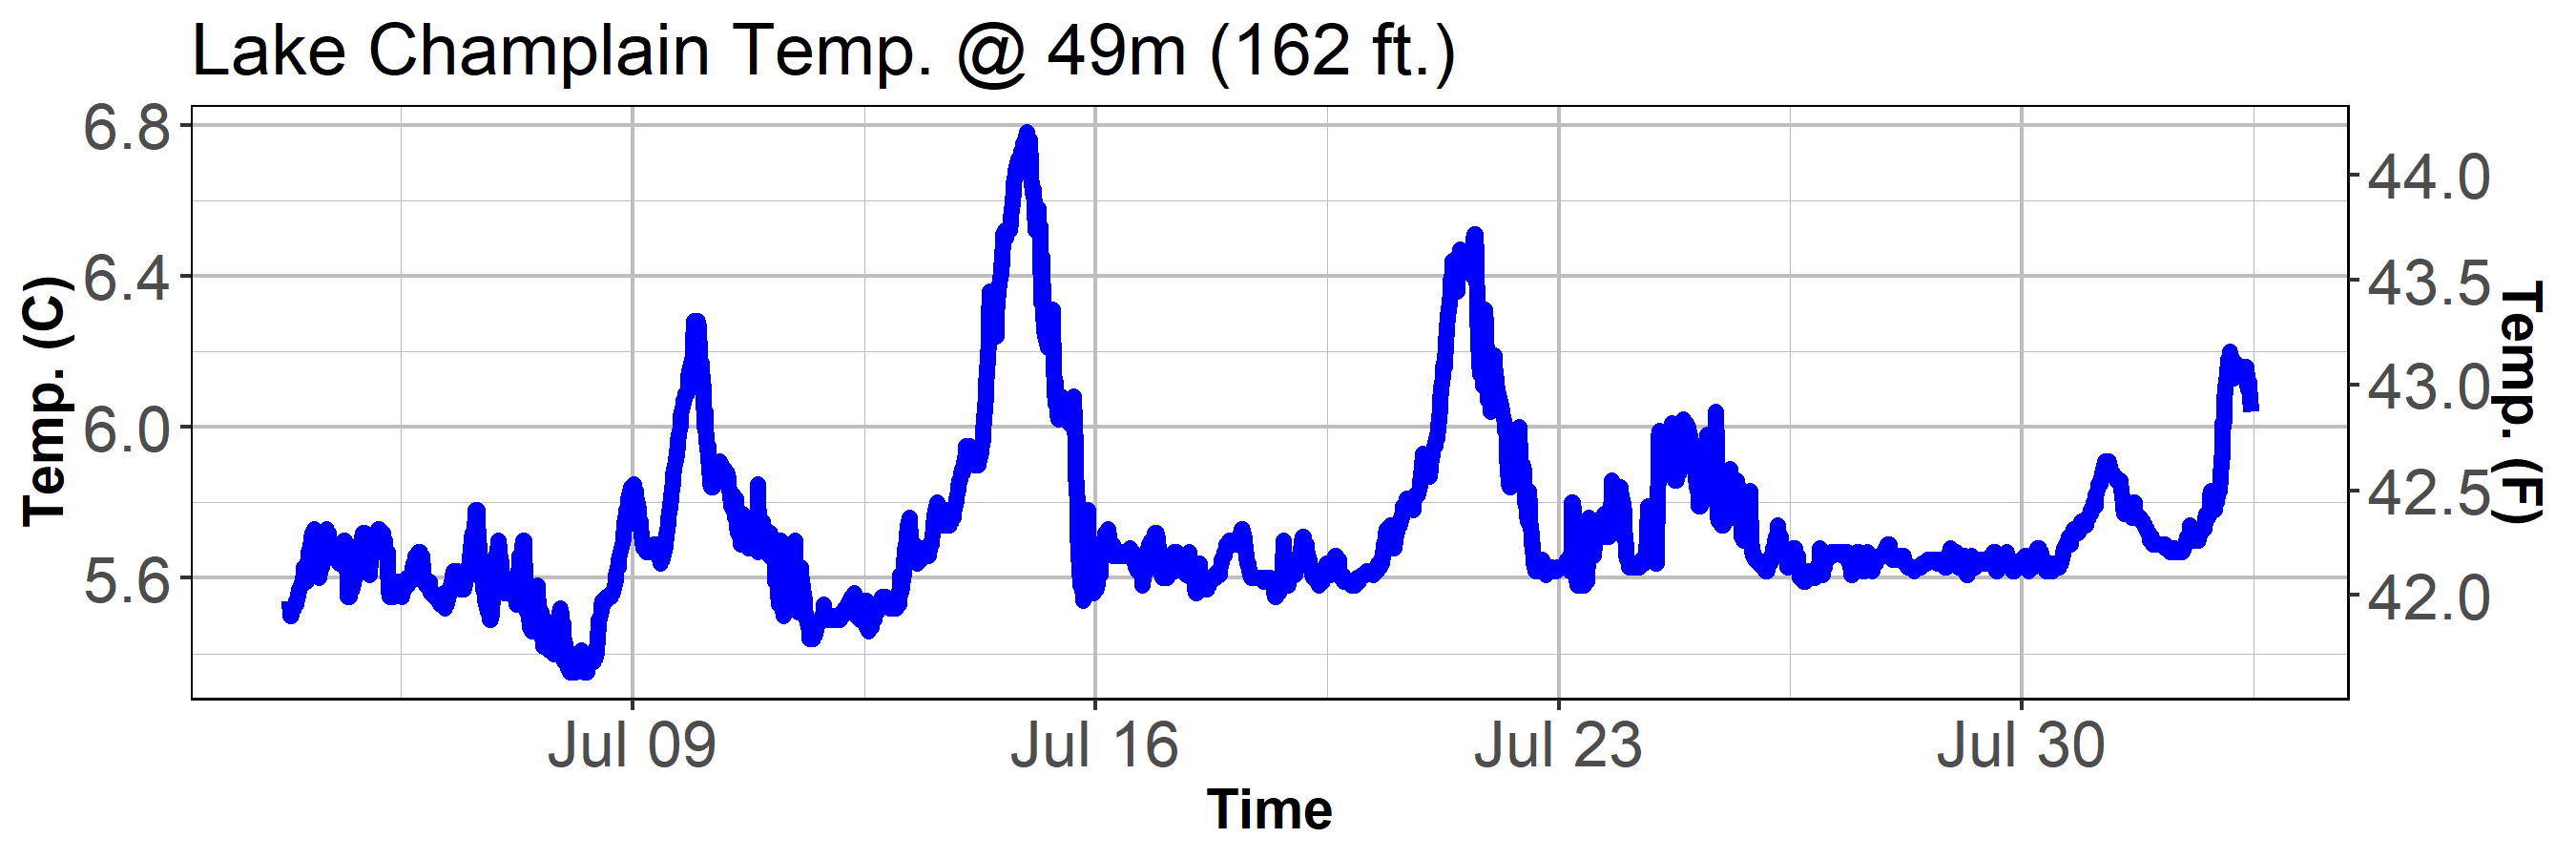 Lake Champlain Temp. @ 49m (162 ft.)
6.8
6.4
6.0
5.6
Temp. (C)
44.0
43.5
43.0
42.5
42.0
Temp. (F)
Jul 09 Jul 16 Jul 23 Jul 30
Time